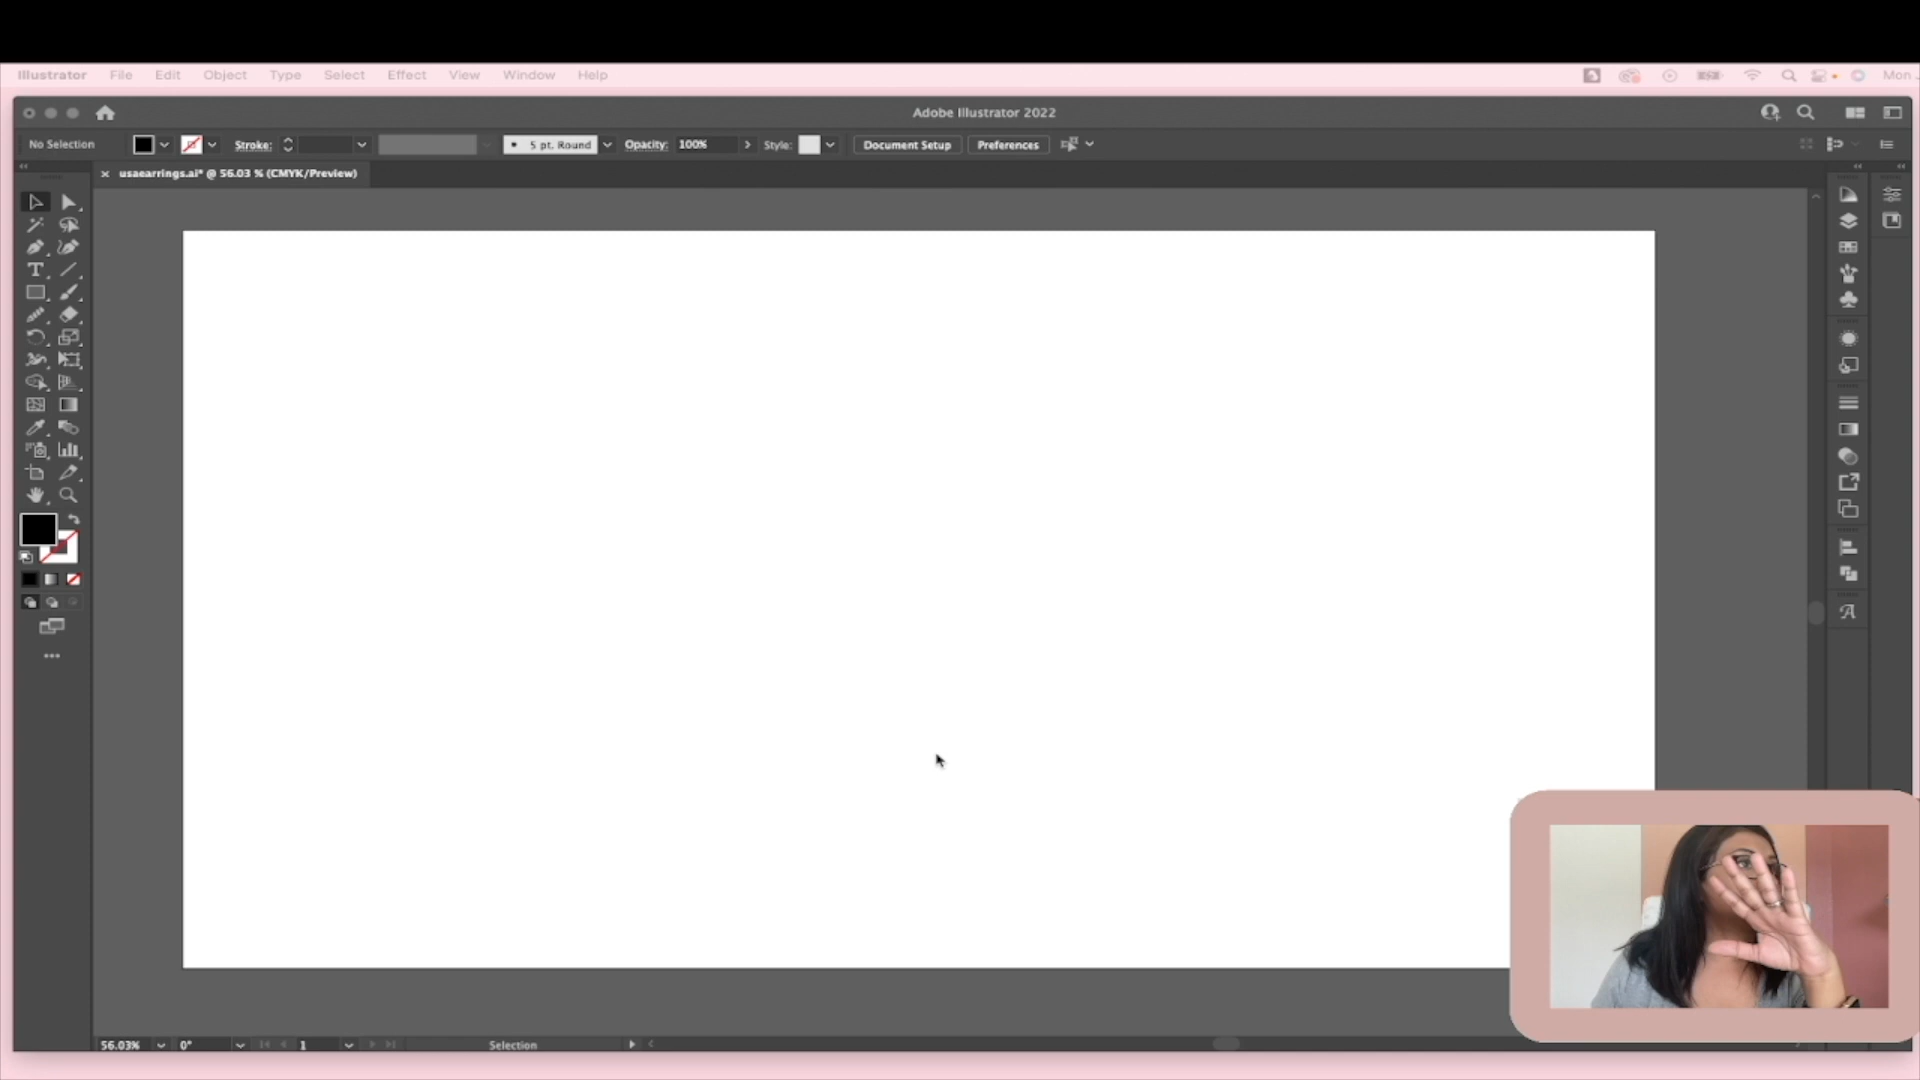 Illustrator File Edit Object Type Select Effect View Window Help Mon
Adobe Illustrator 2022
No Selection Stroke: 5 pt. Round Opacity: 100% Style: Document Setup Preferences
× usaearrings.ai* @ 56.03 % (CMYK/Preview)
56.03% 0° 1 Selection